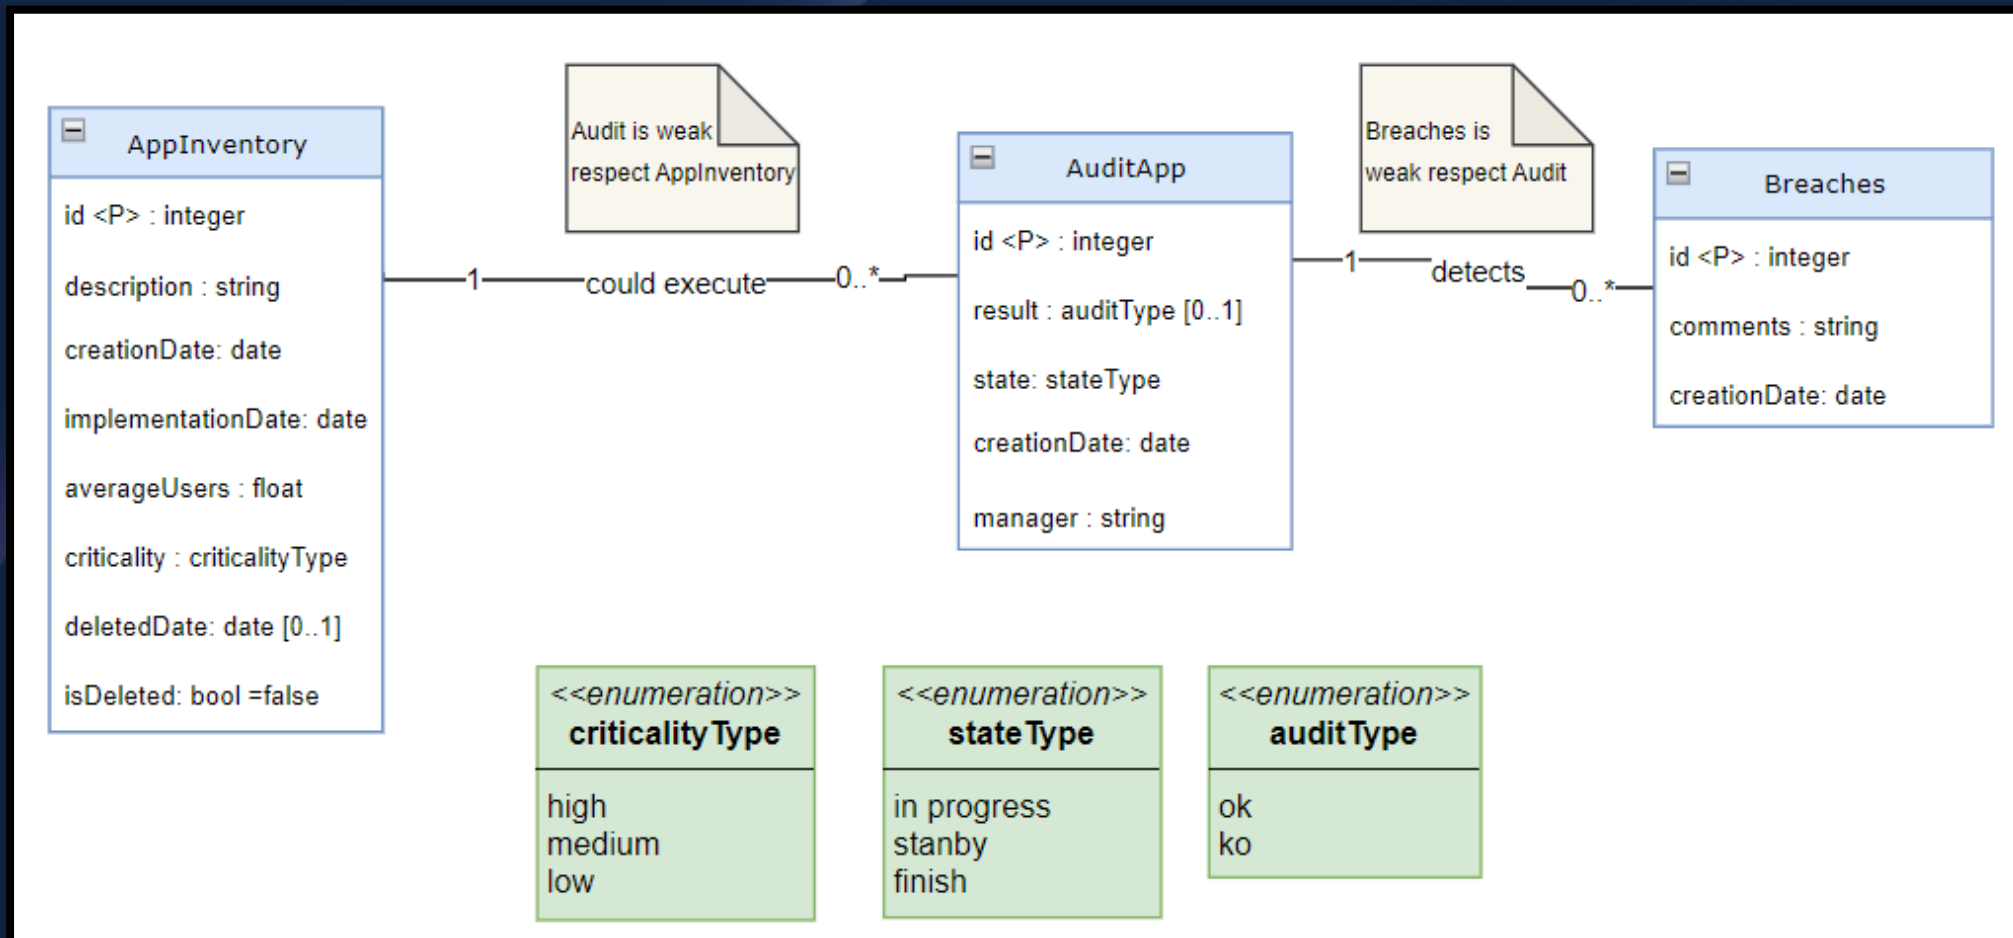 AppInventory
id <P> : integer
description : string
creationDate: date
implementationDate: date
averageUsers : float
criticality : criticalityType
deletedDate: date [0..1]
isDeleted: bool =false
Audit is weak
respect AppInventory
1
could execute
0..*
AuditApp
id <P> : integer
result : auditType [0..1]
state: stateType
creationDate: date
manager : string
Breaches is
weak respect Audit
1
detects
0..*
Breaches
id <P> : integer
comments : string
creationDate: date
<<enumeration>>
criticalityType
high
medium
low
<<enumeration>>
stateType
in progress
stanby
finish
<<enumeration>>
auditType
ok
ko